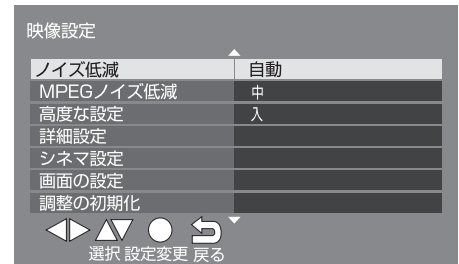 映像設定
ノイズ低減 自動
MPEGノイズ低減 中
高度な設定 入
詳細設定
シネマ設定
画面の設定
調整の初期化
選択 設定変更 戻る